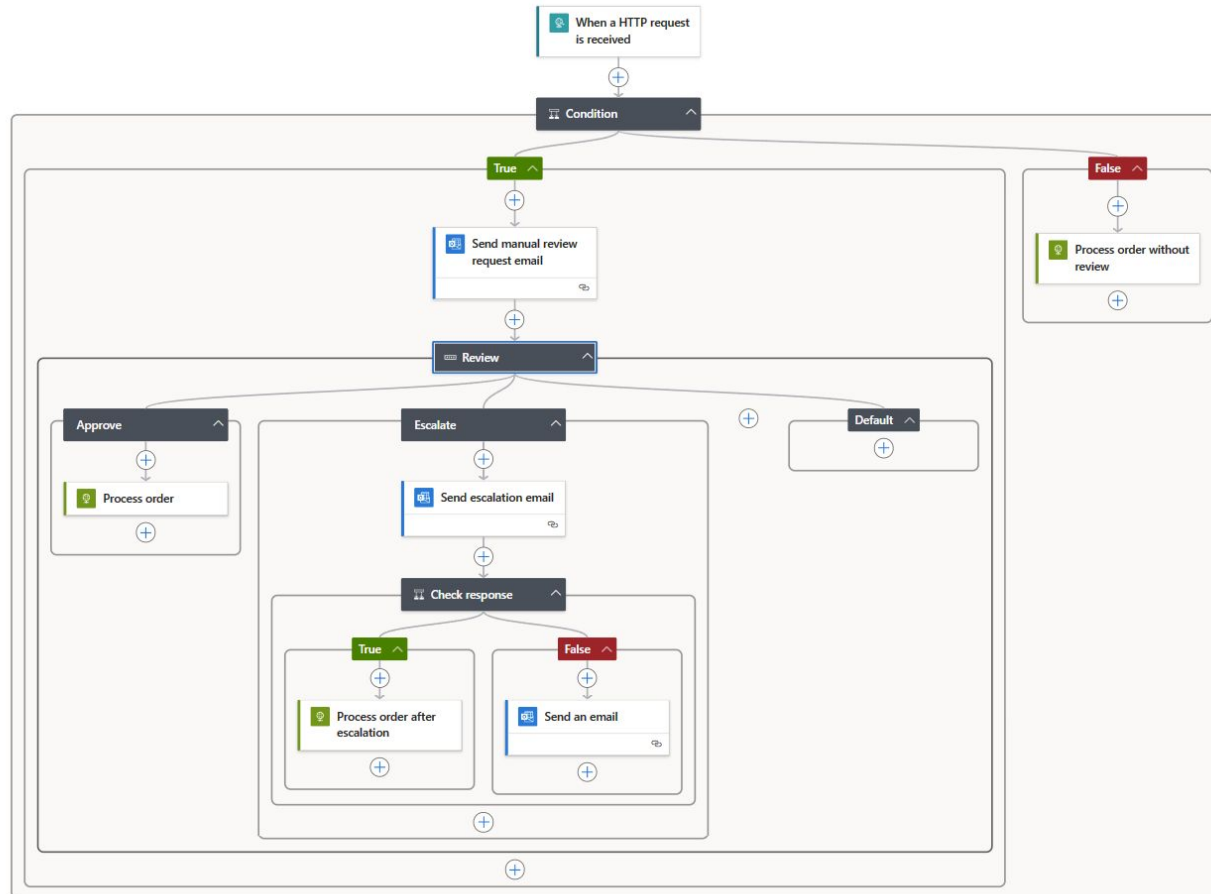 When a HTTP request
is received
Condition
True
False
Send manual review
request email
Process order without
review
Review
Approve
Escalate
Default
Process order
Send escalation email
Check response
True
False
Process order after
escalation
Send an email